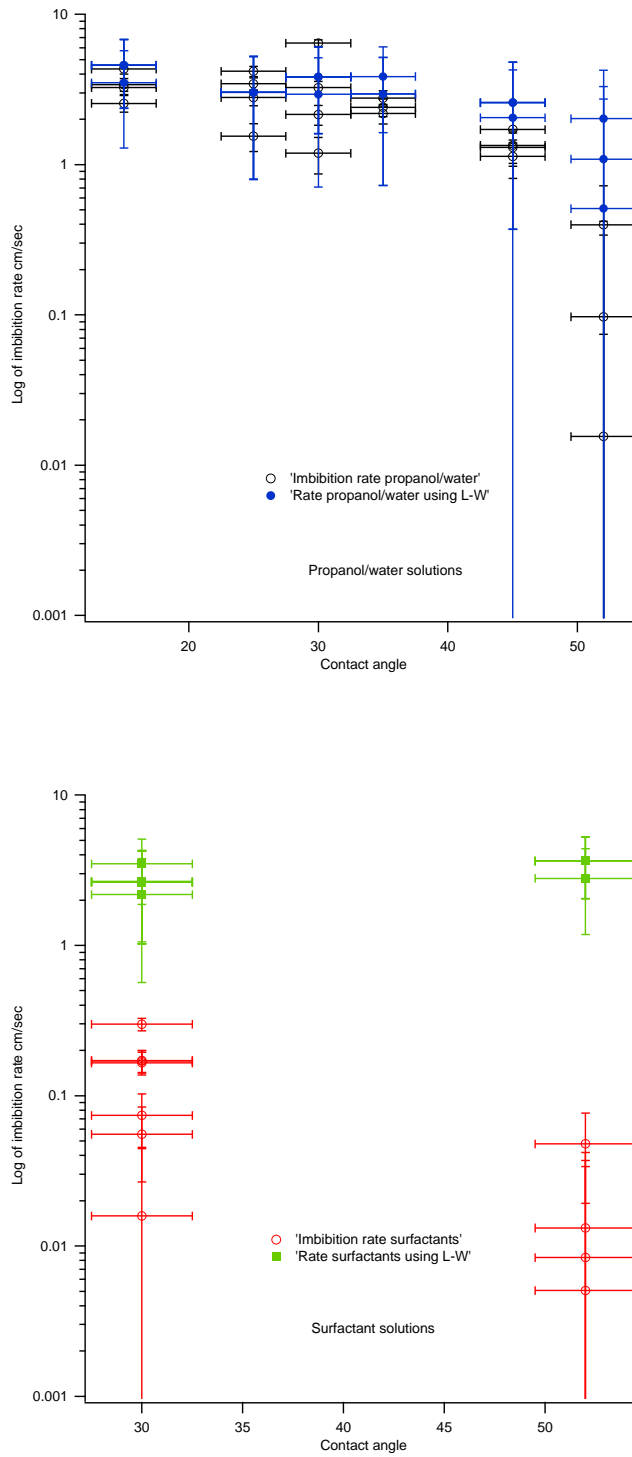 10
1
0.1
0.01
0.001
Log of imbibition rate cm/sec
'Imbibition rate propanol/water'
'Rate propanol/water using L-W'
Propanol/water solutions
20
30
40
50
Contact angle
10
1
0.1
0.01
0.001
Log of imbibition rate cm/sec
'Imbibition rate surfactants'
'Rate surfactants using L-W'
Surfactant solutions
30
35
40
45
50
Contact angle